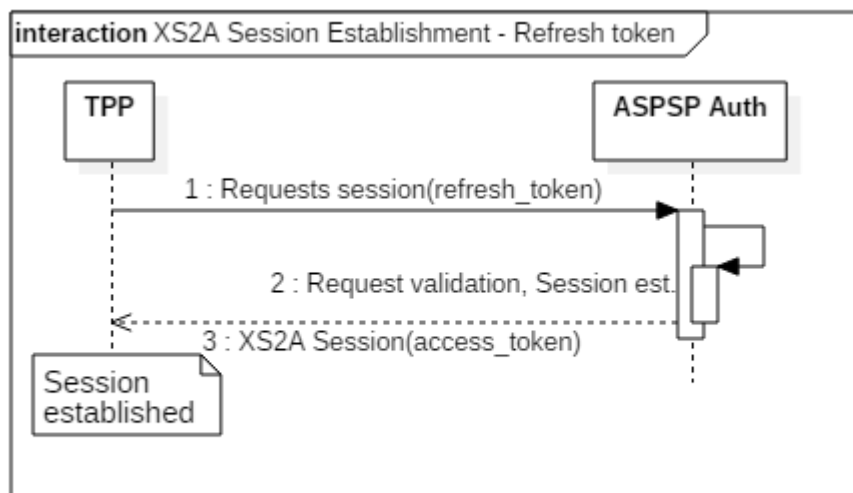 interaction XS2A Session Establishment - Refresh token
TPP
ASPSP Auth
1 : Requests session(refresh_token)
2 : Request validation, Session est.
3 : XS2A Session(access_token)
Session
established